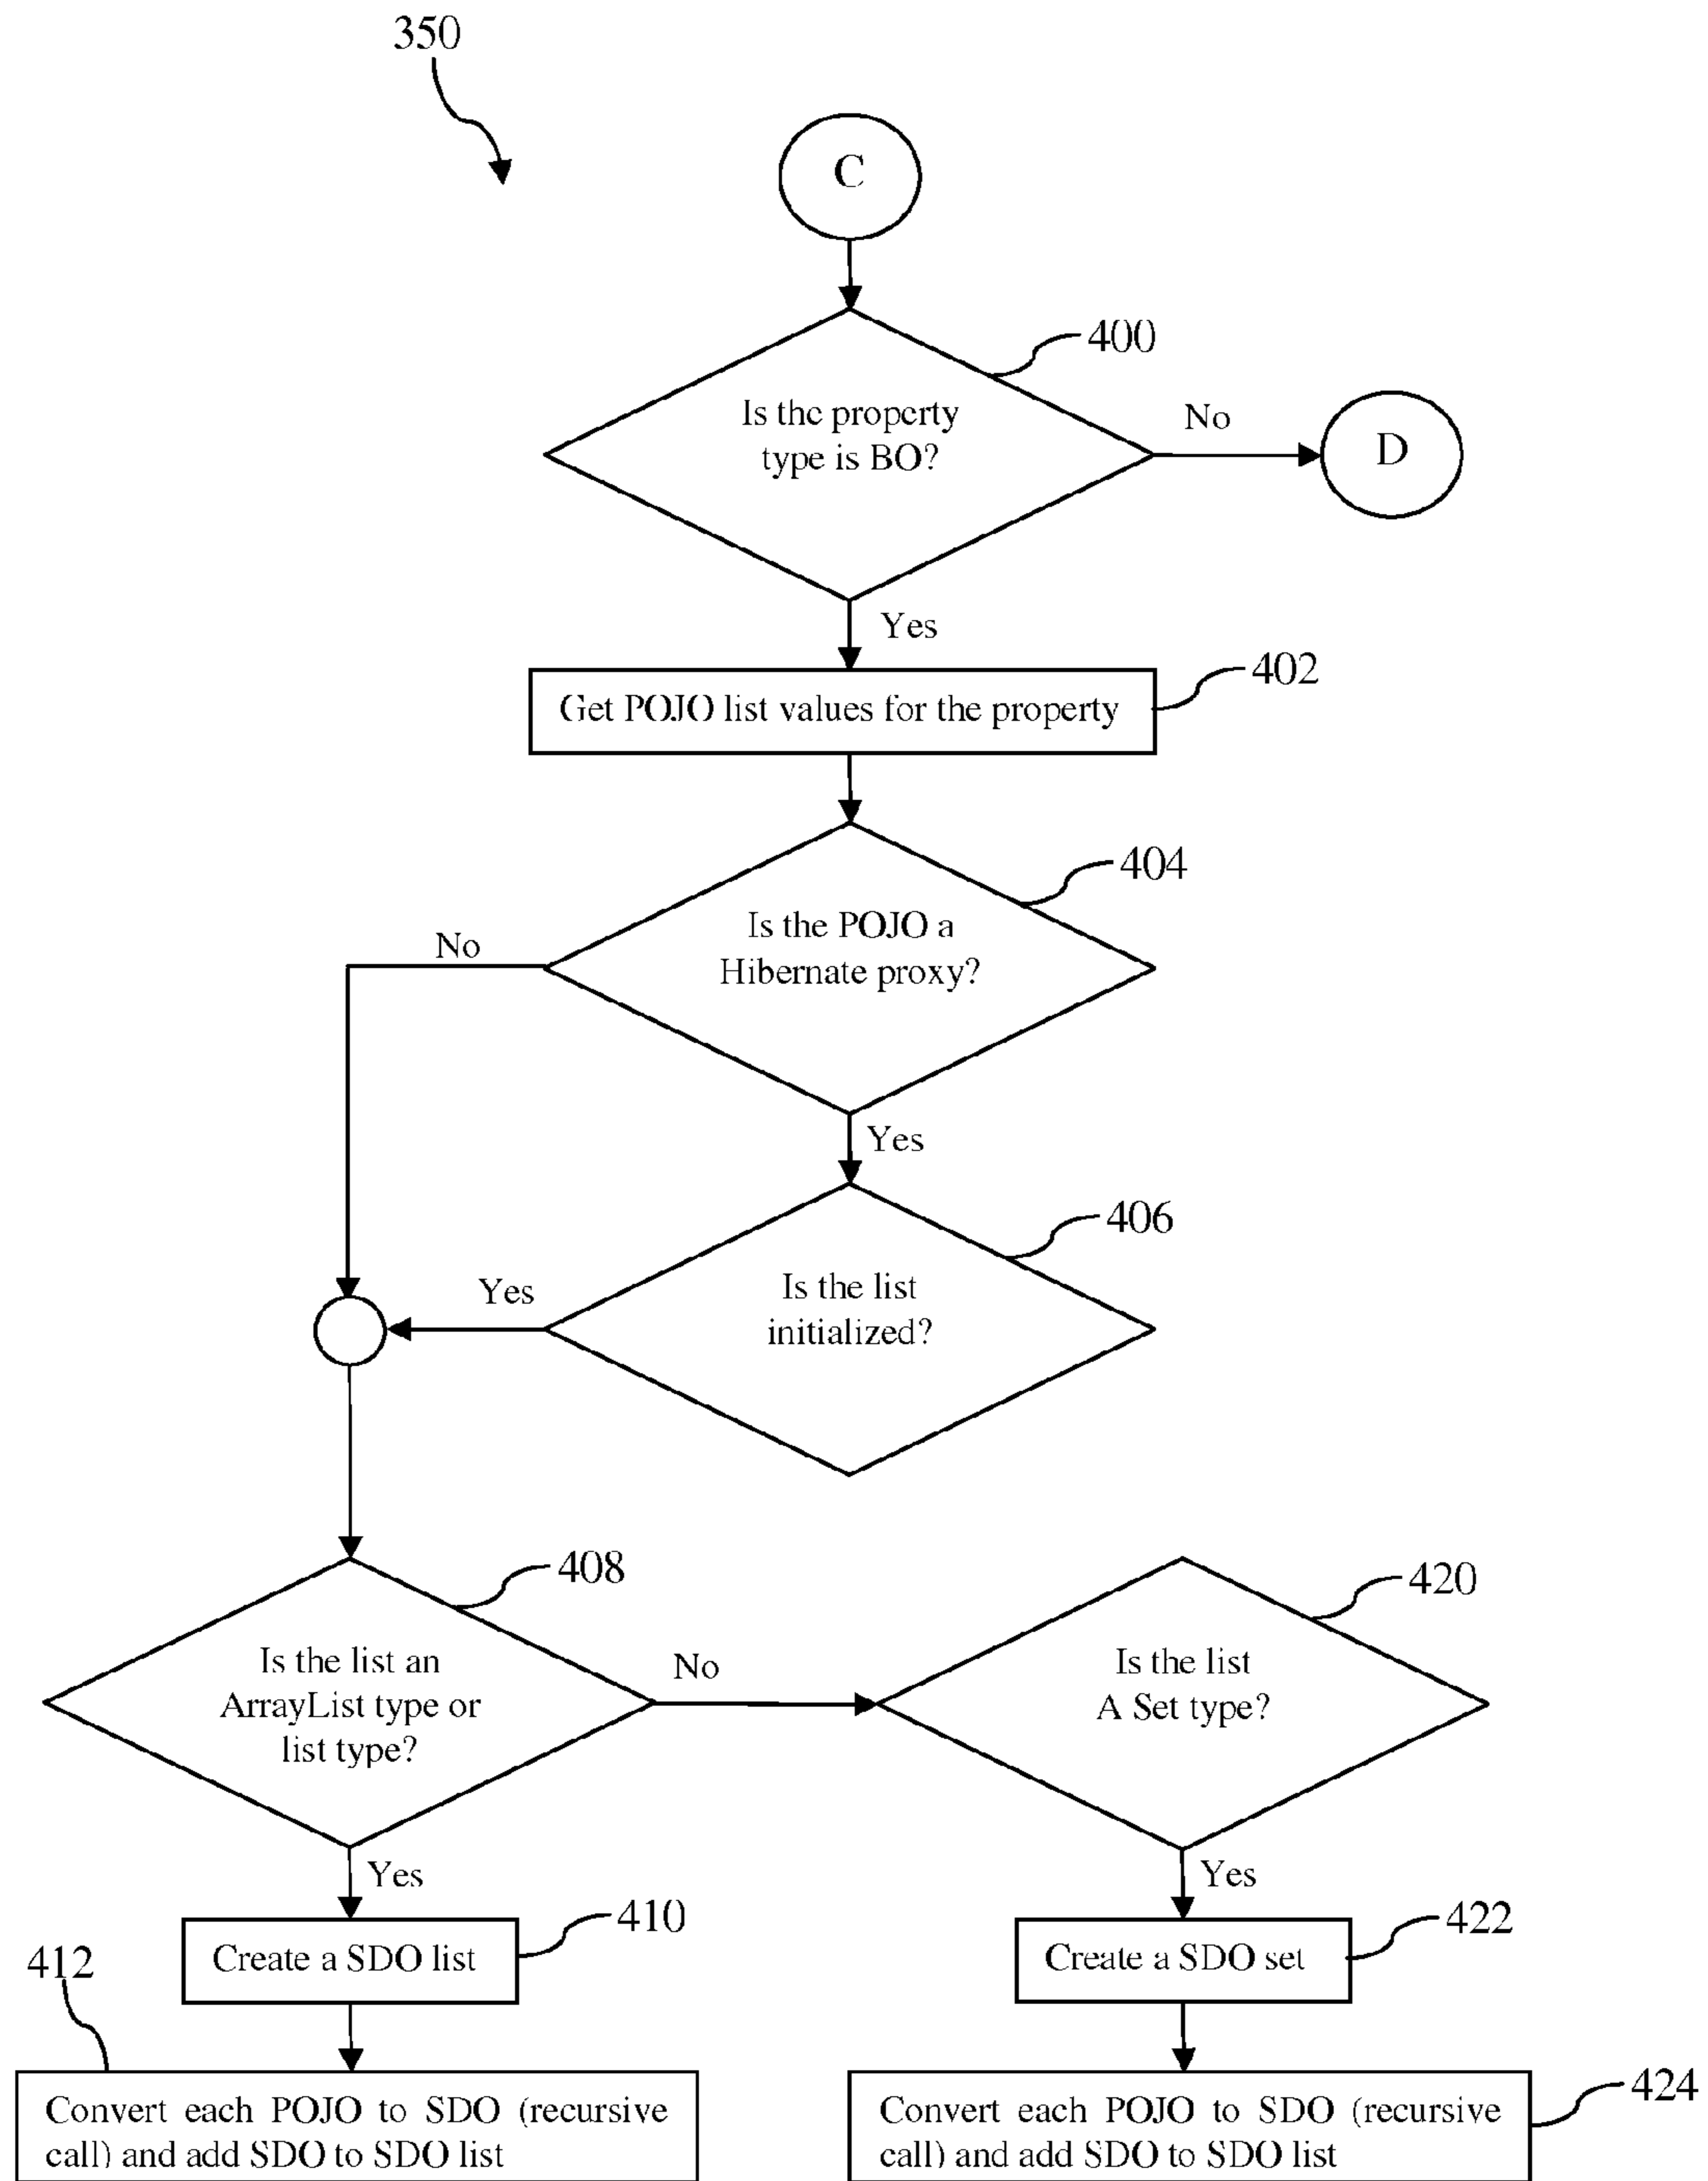 350
C
400
Is the property
type is BO?
No
D
Yes
402
Get POJO list values for the property
404
Is the POJO a
Hibernate proxy?
No
Yes
406
Is the list
initialized?
Yes
408
Is the list an
ArrayList type or
list type?
No
420
Is the list
A Set type?
Yes
Yes
410
Create a SDO list
422
Create a SDO set
412
Convert each POJO to SDO (recursive
call) and add SDO to SDO list
424
Convert each POJO to SDO (recursive
call) and add SDO to SDO list